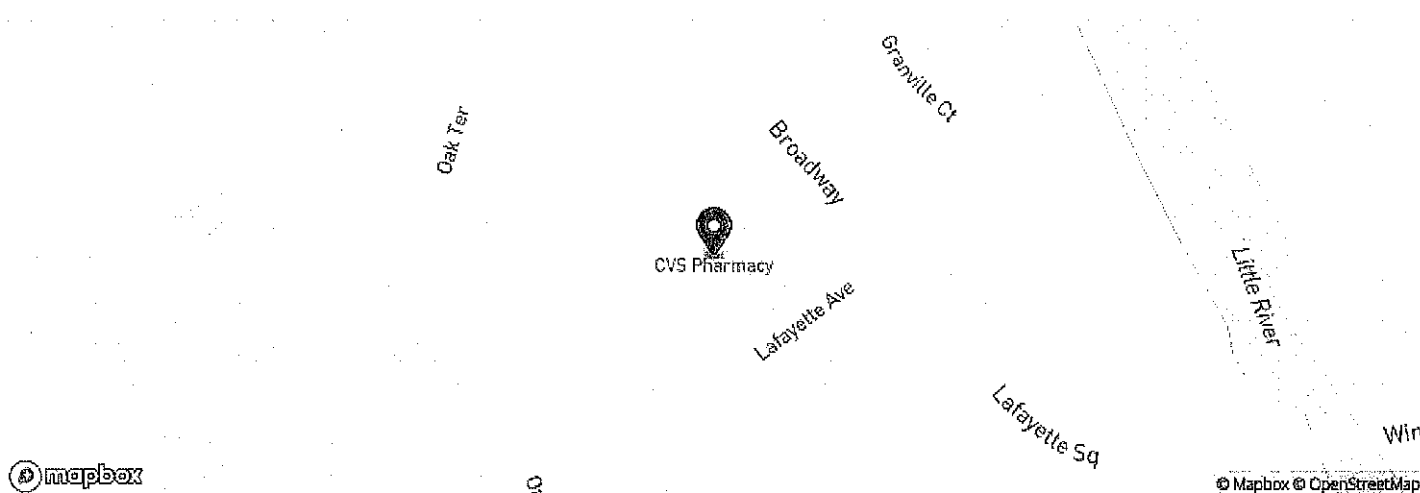 Granville Ct
Oak Ter
Broadway
CVS Pharmacy
Little River
Lafayette Ave
Lafayette Sq
mapbox
© Mapbox © OpenStreetMap